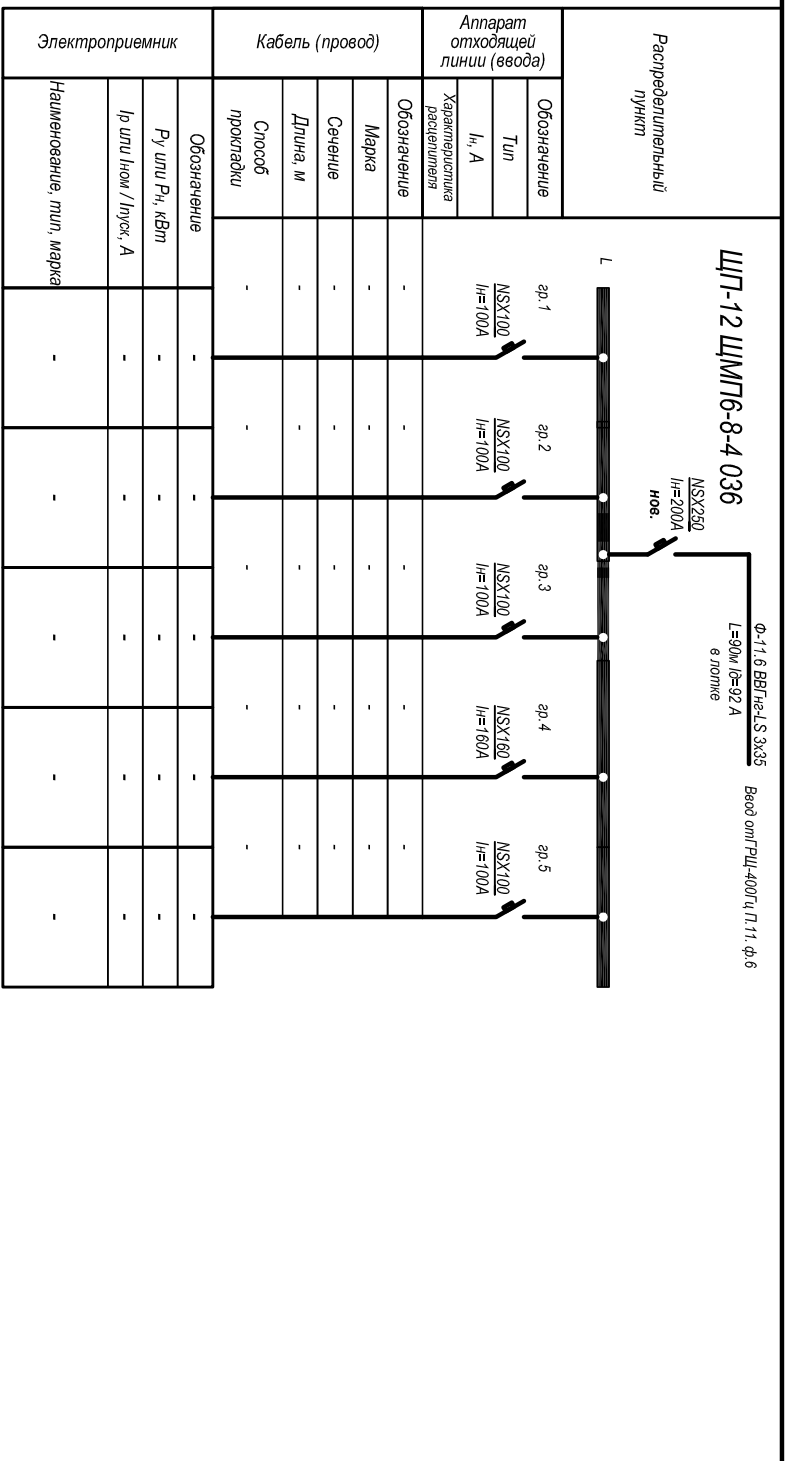 Распределительный
пункт
ЩП-12 ЩМП6-8-4 036
NSX250
Iн=200А
нов.
Ф-11.6 ВВГнг-LS 3х35
L=90м Iд=92 А
в лотке
Ввод отГРЩ-400Гц П.11. ф.6
L
Аппарат
отходящей
линии (ввода)
Обозначение
Тип
Iн, А
Характеристика
расцепителя
гр.1
NSX100
Iн=100А
гр.2
NSX100
Iн=100А
гр.3
NSX100
Iн=100А
гр.4
NSX160
Iн=160А
гр.5
NSX100
Iн=100А
Кабель (провод)
Обозначение
- - - - -
Марка
- - - - -
Сечение
- - - - -
Длина, м
- - - - -
Способ
прокладки
- - - - -
Электроприемник
Обозначение
- - - - -
Ру или Рн, кВт
- - - - -
Iр или Iном / Iпуск, А
- - - - -
Наименование, тип, марка
- - - - -